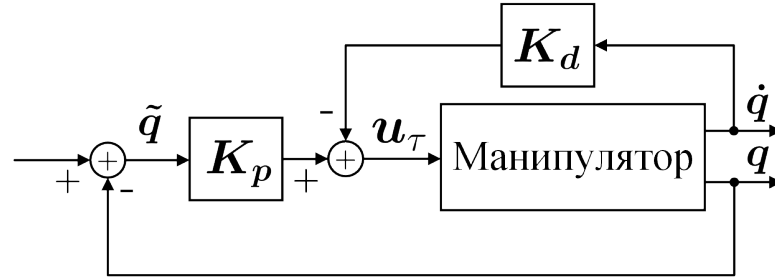 K_d
-
q̇
q̃
u_τ
+
K_p
+
Манипулятор
q
+
-
+